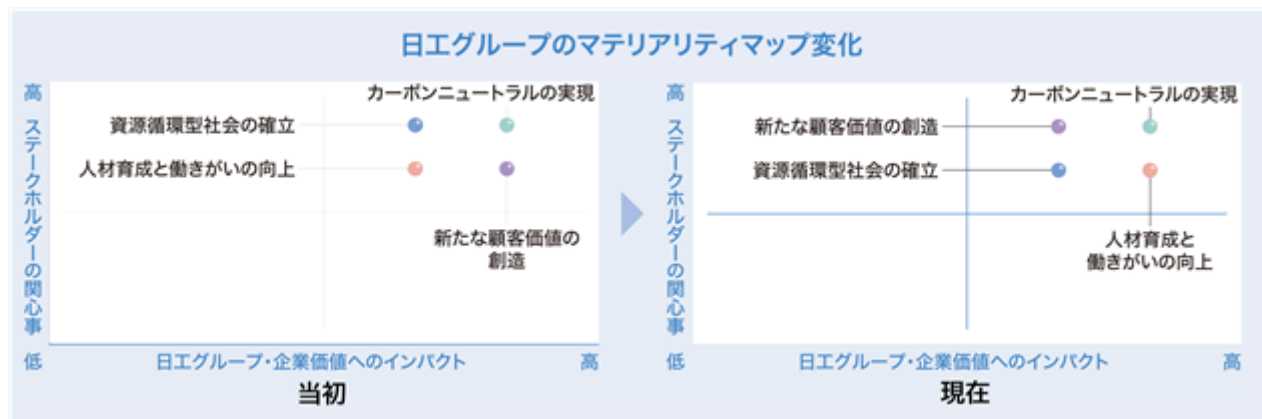 日工グループのマテリアリティマップ変化
高
ステークホルダーの関心事
低
カーボンニュートラルの実現
資源循環型社会の確立
人材育成と働きがいの向上
新たな顧客価値の
創造
日工グループ・企業価値へのインパクト
高
当初
高
ステークホルダーの関心事
低
カーボンニュートラルの実現
新たな顧客価値の創造
資源循環型社会の確立
人材育成と
働きがいの向上
日工グループ・企業価値へのインパクト
高
現在